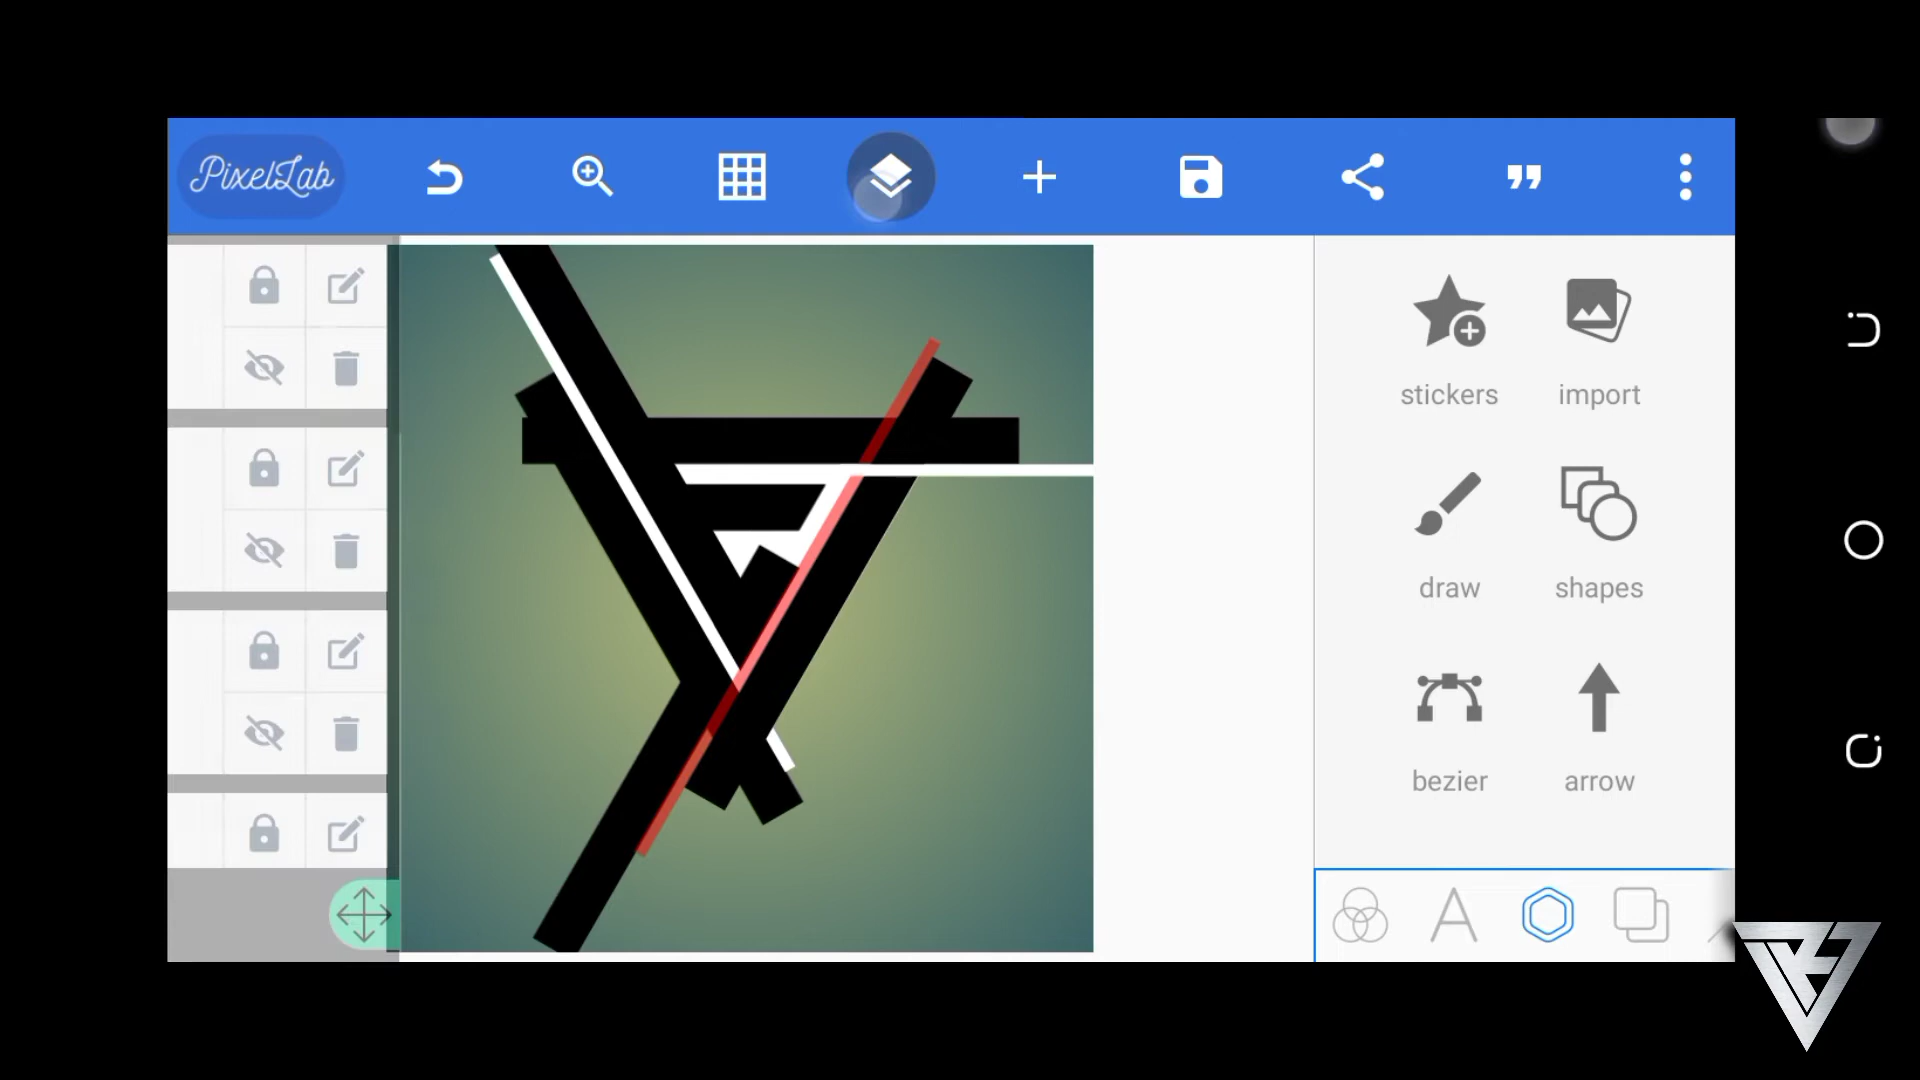 PixelLab
stickers import
draw shapes
bezier arrow